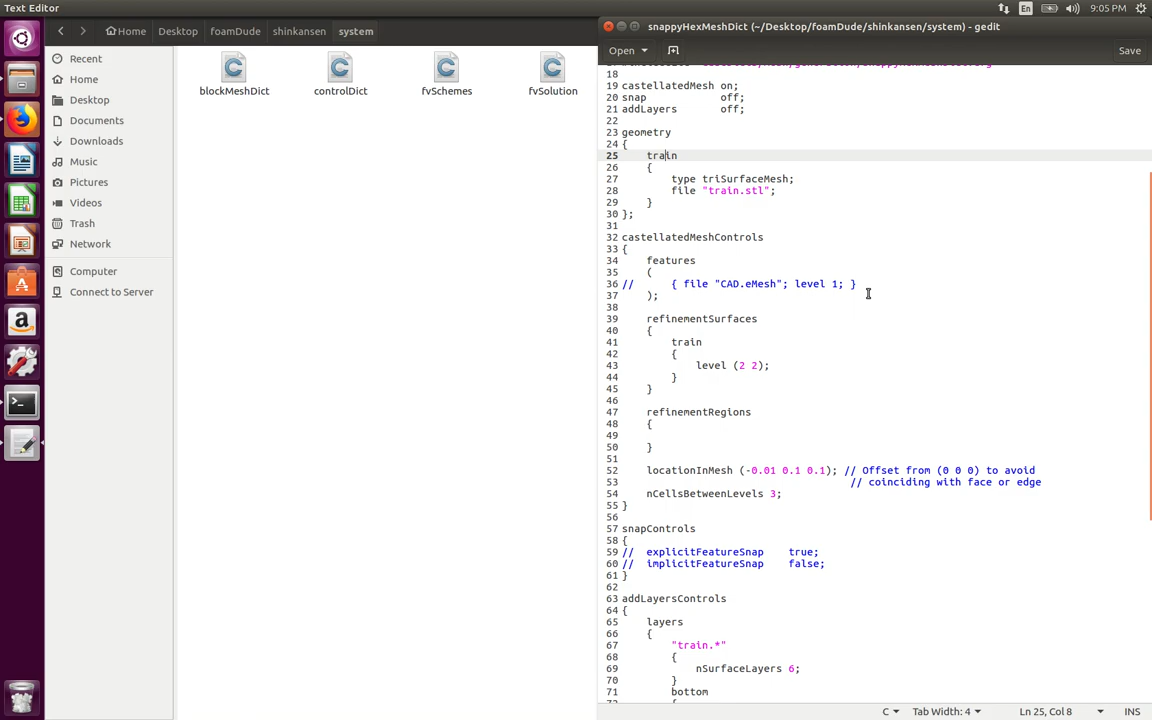 Text Editor
En
9:05 PM
Home
Desktop
foamDude
shinkansen
system
Recent
Home
Desktop
Documents
Downloads
Music
Pictures
Videos
Trash
Network
Computer
Connect to Server
blockMeshDict
controlDict
fvSchemes
fvSolution
snappyHexMeshDict (~/Desktop/foamDude/shinkansen/system) - gedit
Open
Save
18
19 castellatedMesh on;
20 snap            off;
21 addLayers       off;
22
23 geometry
24 {
25     train
26     {
27         type triSurfaceMesh;
28         file "train.stl";
29     }
30 };
31
32 castellatedMeshControls
33 {
34     features
35     (
36 //      { file "CAD.eMesh"; level 1; }
37     );
38
39     refinementSurfaces
40     {
41         train
42         {
43             level (2 2);
44         }
45     }
46
47     refinementRegions
48     {
49
50     }
51
52     locationInMesh (-0.01 0.1 0.1); // Offset from (0 0 0) to avoid
53                                      // coinciding with face or edge
54     nCellsBetweenLevels 3;
55 }
56
57 snapControls
58 {
59 //  explicitFeatureSnap    true;
60 //  implicitFeatureSnap    false;
61 }
62
63 addLayersControls
64 {
65     layers
66     {
67         "train.*"
68         {
69             nSurfaceLayers 6;
70         }
71         bottom
C
Tab Width: 4
Ln 25, Col 8
INS